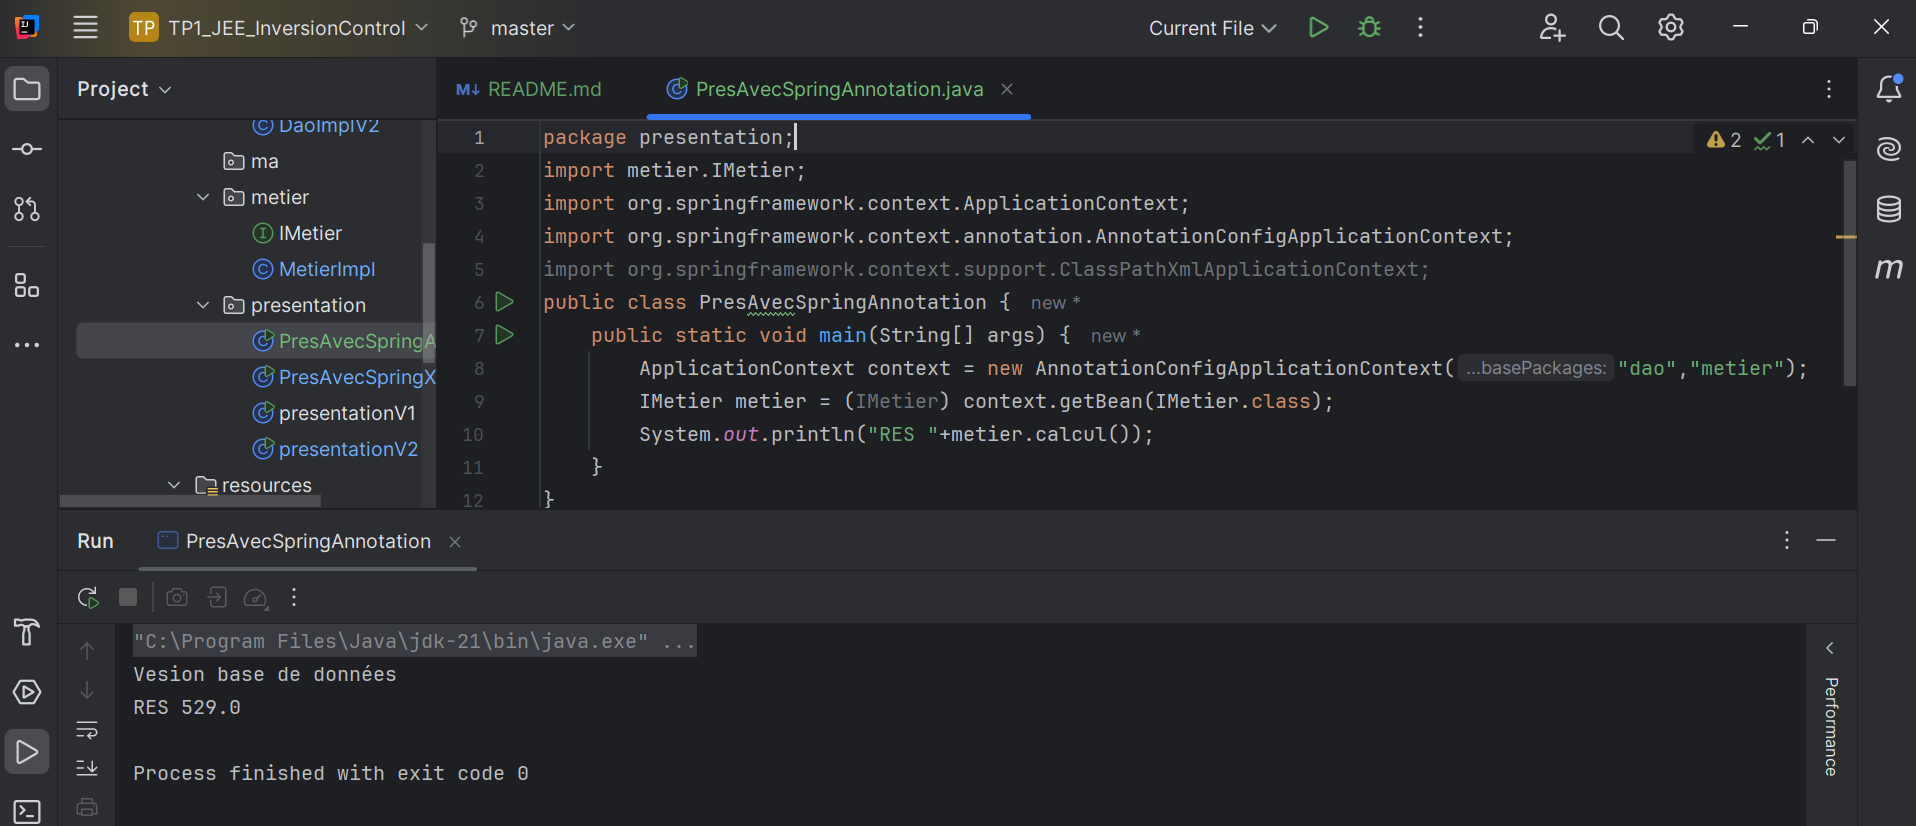 TP TP1_JEE_InversionControl master Current File
Project
DaoImplV2
ma
metier
IMetier
MetierImpl
presentation
PresAvecSpringA
PresAvecSpringX
presentationV1
presentationV2
resources
M↓ README.md PresAvecSpringAnnotation.java
2 1
1 package presentation;
2 import metier.IMetier;
3 import org.springframework.context.ApplicationContext;
4 import org.springframework.context.annotation.AnnotationConfigApplicationContext;
5 import org.springframework.context.support.ClassPathXmlApplicationContext;
6 public class PresAvecSpringAnnotation { new *
7 public static void main(String[] args) { new *
8 ApplicationContext context = new AnnotationConfigApplicationContext( ...basePackages: "dao","metier");
9 IMetier metier = (IMetier) context.getBean(IMetier.class);
10 System.out.println("RES "+metier.calcul());
11 }
12 }
m
Run PresAvecSpringAnnotation
"C:\Program Files\Java\jdk-21\bin\java.exe" ...
Vesion base de données
RES 529.0
Process finished with exit code 0
Performance